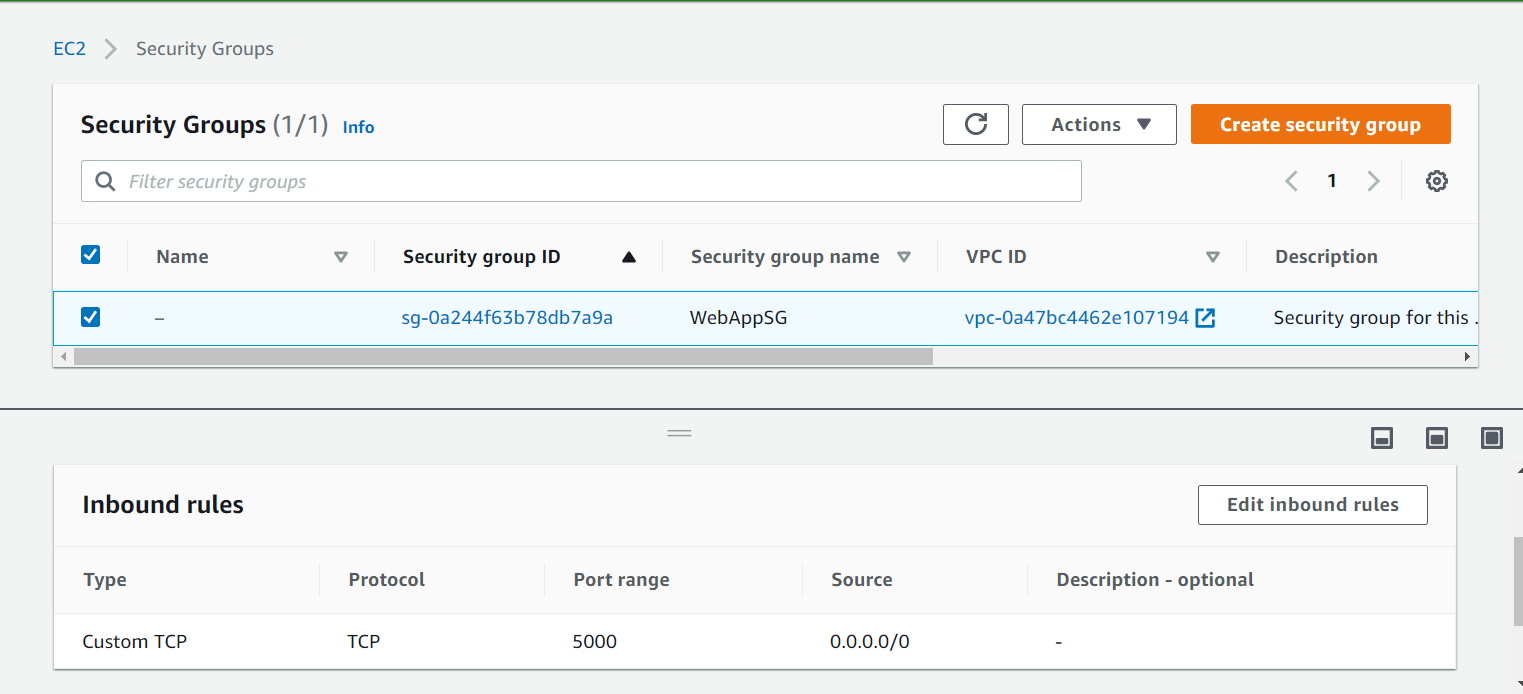 EC2 Security Groups
Security Groups (1/1) Info Actions Create security group
Filter security groups 1
Name Security group ID Security group name VPC ID Description
– sg-0a244f63b78db7a9a WebAppSG vpc-0a47bc4462e107194 Security group for this .
Inbound rules Edit inbound rules
Type Protocol Port range Source Description - optional
Custom TCP TCP 5000 0.0.0.0/0 -